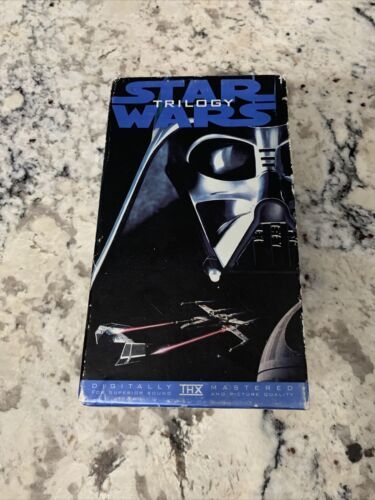 STAR
TRILOGY
WARS
DIGITALLY THX MASTERED
FOR SUPERIOR SOUND AND PICTURE QUALITY